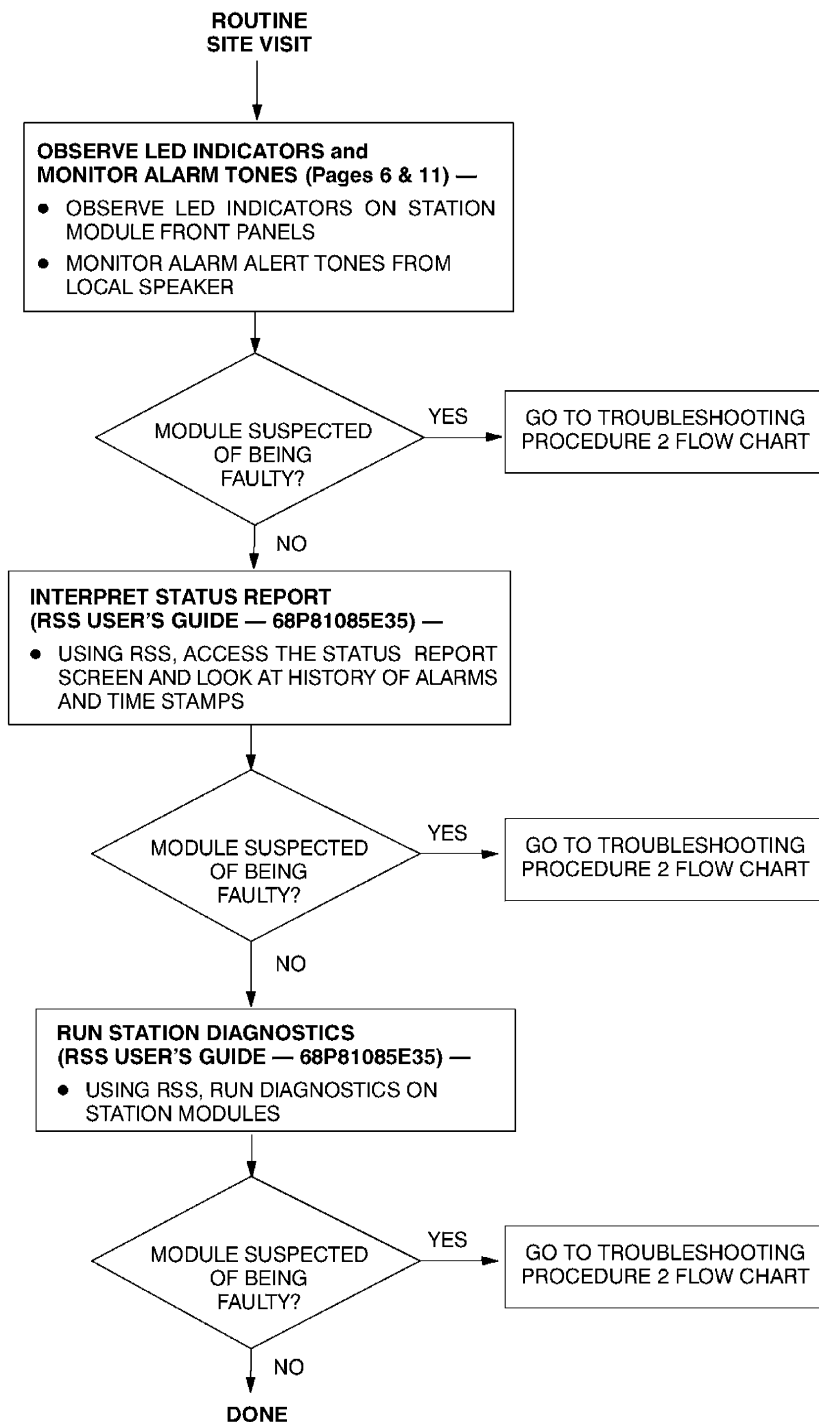 ROUTINE
SITE VISIT
OBSERVE LED INDICATORS and
MONITOR ALARM TONES (Pages 6 & 11) —
● OBSERVE LED INDICATORS ON STATION
MODULE FRONT PANELS
● MONITOR ALARM ALERT TONES FROM
LOCAL SPEAKER
MODULE SUSPECTED
OF BEING
FAULTY?
YES
GO TO TROUBLESHOOTING
PROCEDURE 2 FLOW CHART
NO
INTERPRET STATUS REPORT
(RSS USER'S GUIDE — 68P81085E35) —
● USING RSS, ACCESS THE STATUS REPORT
SCREEN AND LOOK AT HISTORY OF ALARMS
AND TIME STAMPS
MODULE SUSPECTED
OF BEING
FAULTY?
YES
GO TO TROUBLESHOOTING
PROCEDURE 2 FLOW CHART
NO
RUN STATION DIAGNOSTICS
(RSS USER'S GUIDE — 68P81085E35) —
● USING RSS, RUN DIAGNOSTICS ON
STATION MODULES
MODULE SUSPECTED
OF BEING
FAULTY?
YES
GO TO TROUBLESHOOTING
PROCEDURE 2 FLOW CHART
NO
DONE